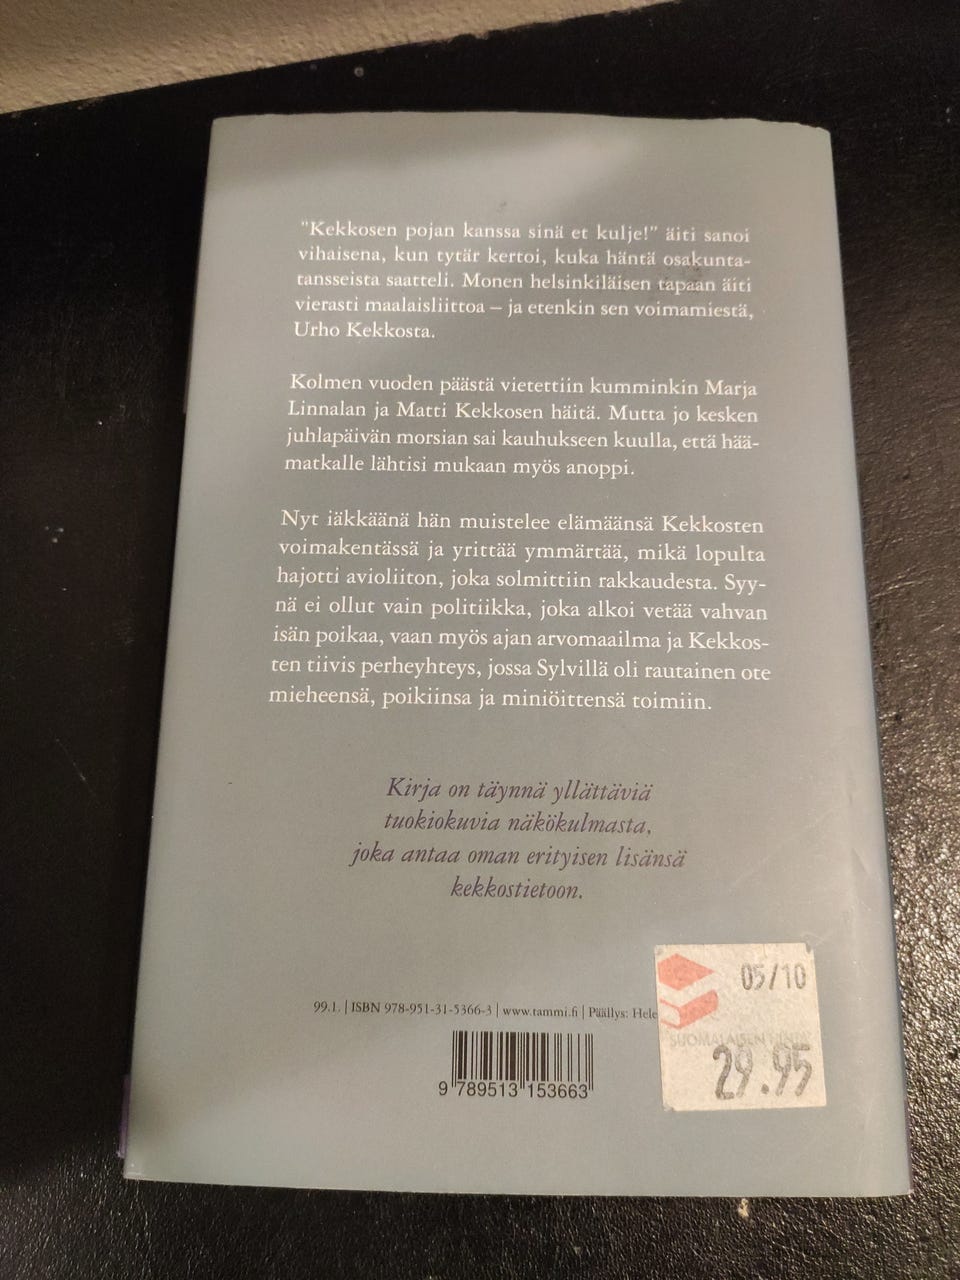 "Kekkosen pojan kanssa sinä et kulje!" äiti sanoi
vihaisena, kun tytär kertoi, kuka häntä osakunta-
tansseista saatteli. Monen helsinkiläisen tapaan äiti
vierasti maalaisliittoa – ja etenkin sen voimamiestä,
Urho Kekkosta.
Kolmen vuoden päästä vietettiin kumminkin Marja
Linnalan ja Matti Kekkosen häitä. Mutta jo kesken
juhlapäivän morsian sai kauhukseen kuulla, että hää-
matkalle lähtisi mukaan myös anoppi.
Nyt iäkkäänä hän muistelee elämäänsä Kekkosten
voimakentässä ja yrittää ymmärtää, mikä lopulta
hajotti avioliiton, joka solmittiin rakkaudesta. Syy-
nä ei ollut vain politiikka, joka alkoi vetää vahvan
isän poikaa, vaan myös ajan arvomaailma ja Kekkos-
ten tiivis perheyhteys, jossa Sylvillä oli rautainen ote
mieheensä, poikiinsa ja miniöittensä toimiin.
Kirja on täynnä yllättäviä
tuokiokuvia näkökulmasta,
joka antaa oman erityisen lisänsä
kekkostietoon.
05/10
99.1. | ISBN 978-951-31-5366-3 | www.tammi.fi | Päällys: Hele
SUOMALAISEN HINTA
29.95
9 789513 153663